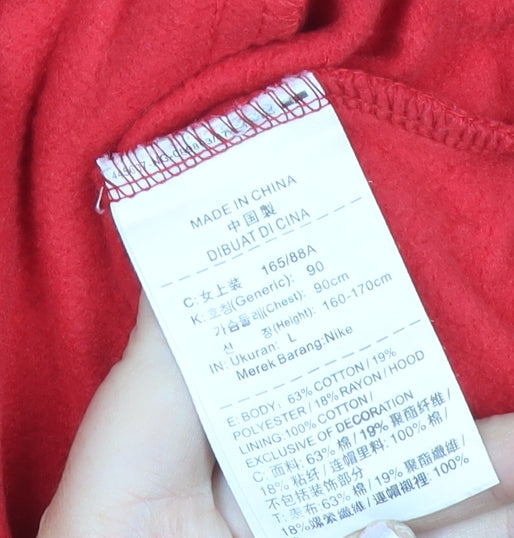 MADE IN CHINA
中国製
DIBUAT DI CINA
C: 女上装 165/88A
K: 호칭(Generic): 90
가슴둘레(Chest): 90cm
신 장(Height): 160-170cm
IN: Ukuran: L
Merek Barang:Nike
E: BODY: 63% COTTON / 19%
POLYESTER / 18% RAYON / HOOD
LINING:100% COTTON /
EXCLUSIVE OF DECORATION
C: 面料: 63% 棉 / 19% 聚酯纤维 /
18% 粘纤 / 连帽里料: 100% 棉 /
不包括装饰部分
T: 表布 63% 棉 / 19% 聚酯纖維 /
18%嫘縈纖維 / 連帽襯裡: 100%